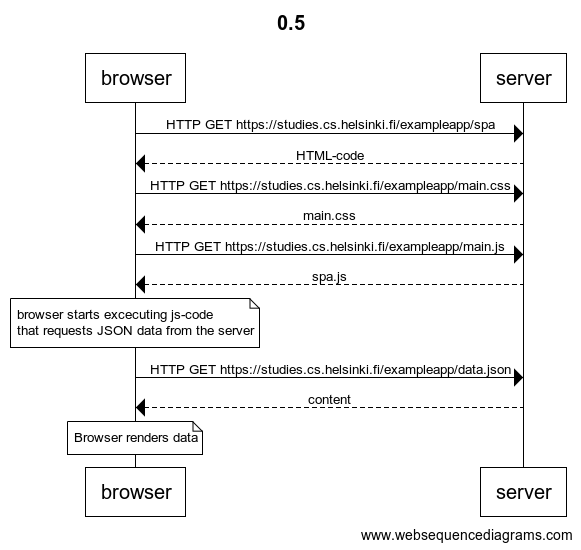 0.5
browser server
HTTP GET https://studies.cs.helsinki.fi/exampleapp/spa
HTML-code
HTTP GET https://studies.cs.helsinki.fi/exampleapp/main.css
main.css
HTTP GET https://studies.cs.helsinki.fi/exampleapp/main.js
spa.js
browser starts excecuting js-code
that requests JSON data from the server
HTTP GET https://studies.cs.helsinki.fi/exampleapp/data.json
content
Browser renders data
browser server
www.websequencediagrams.com